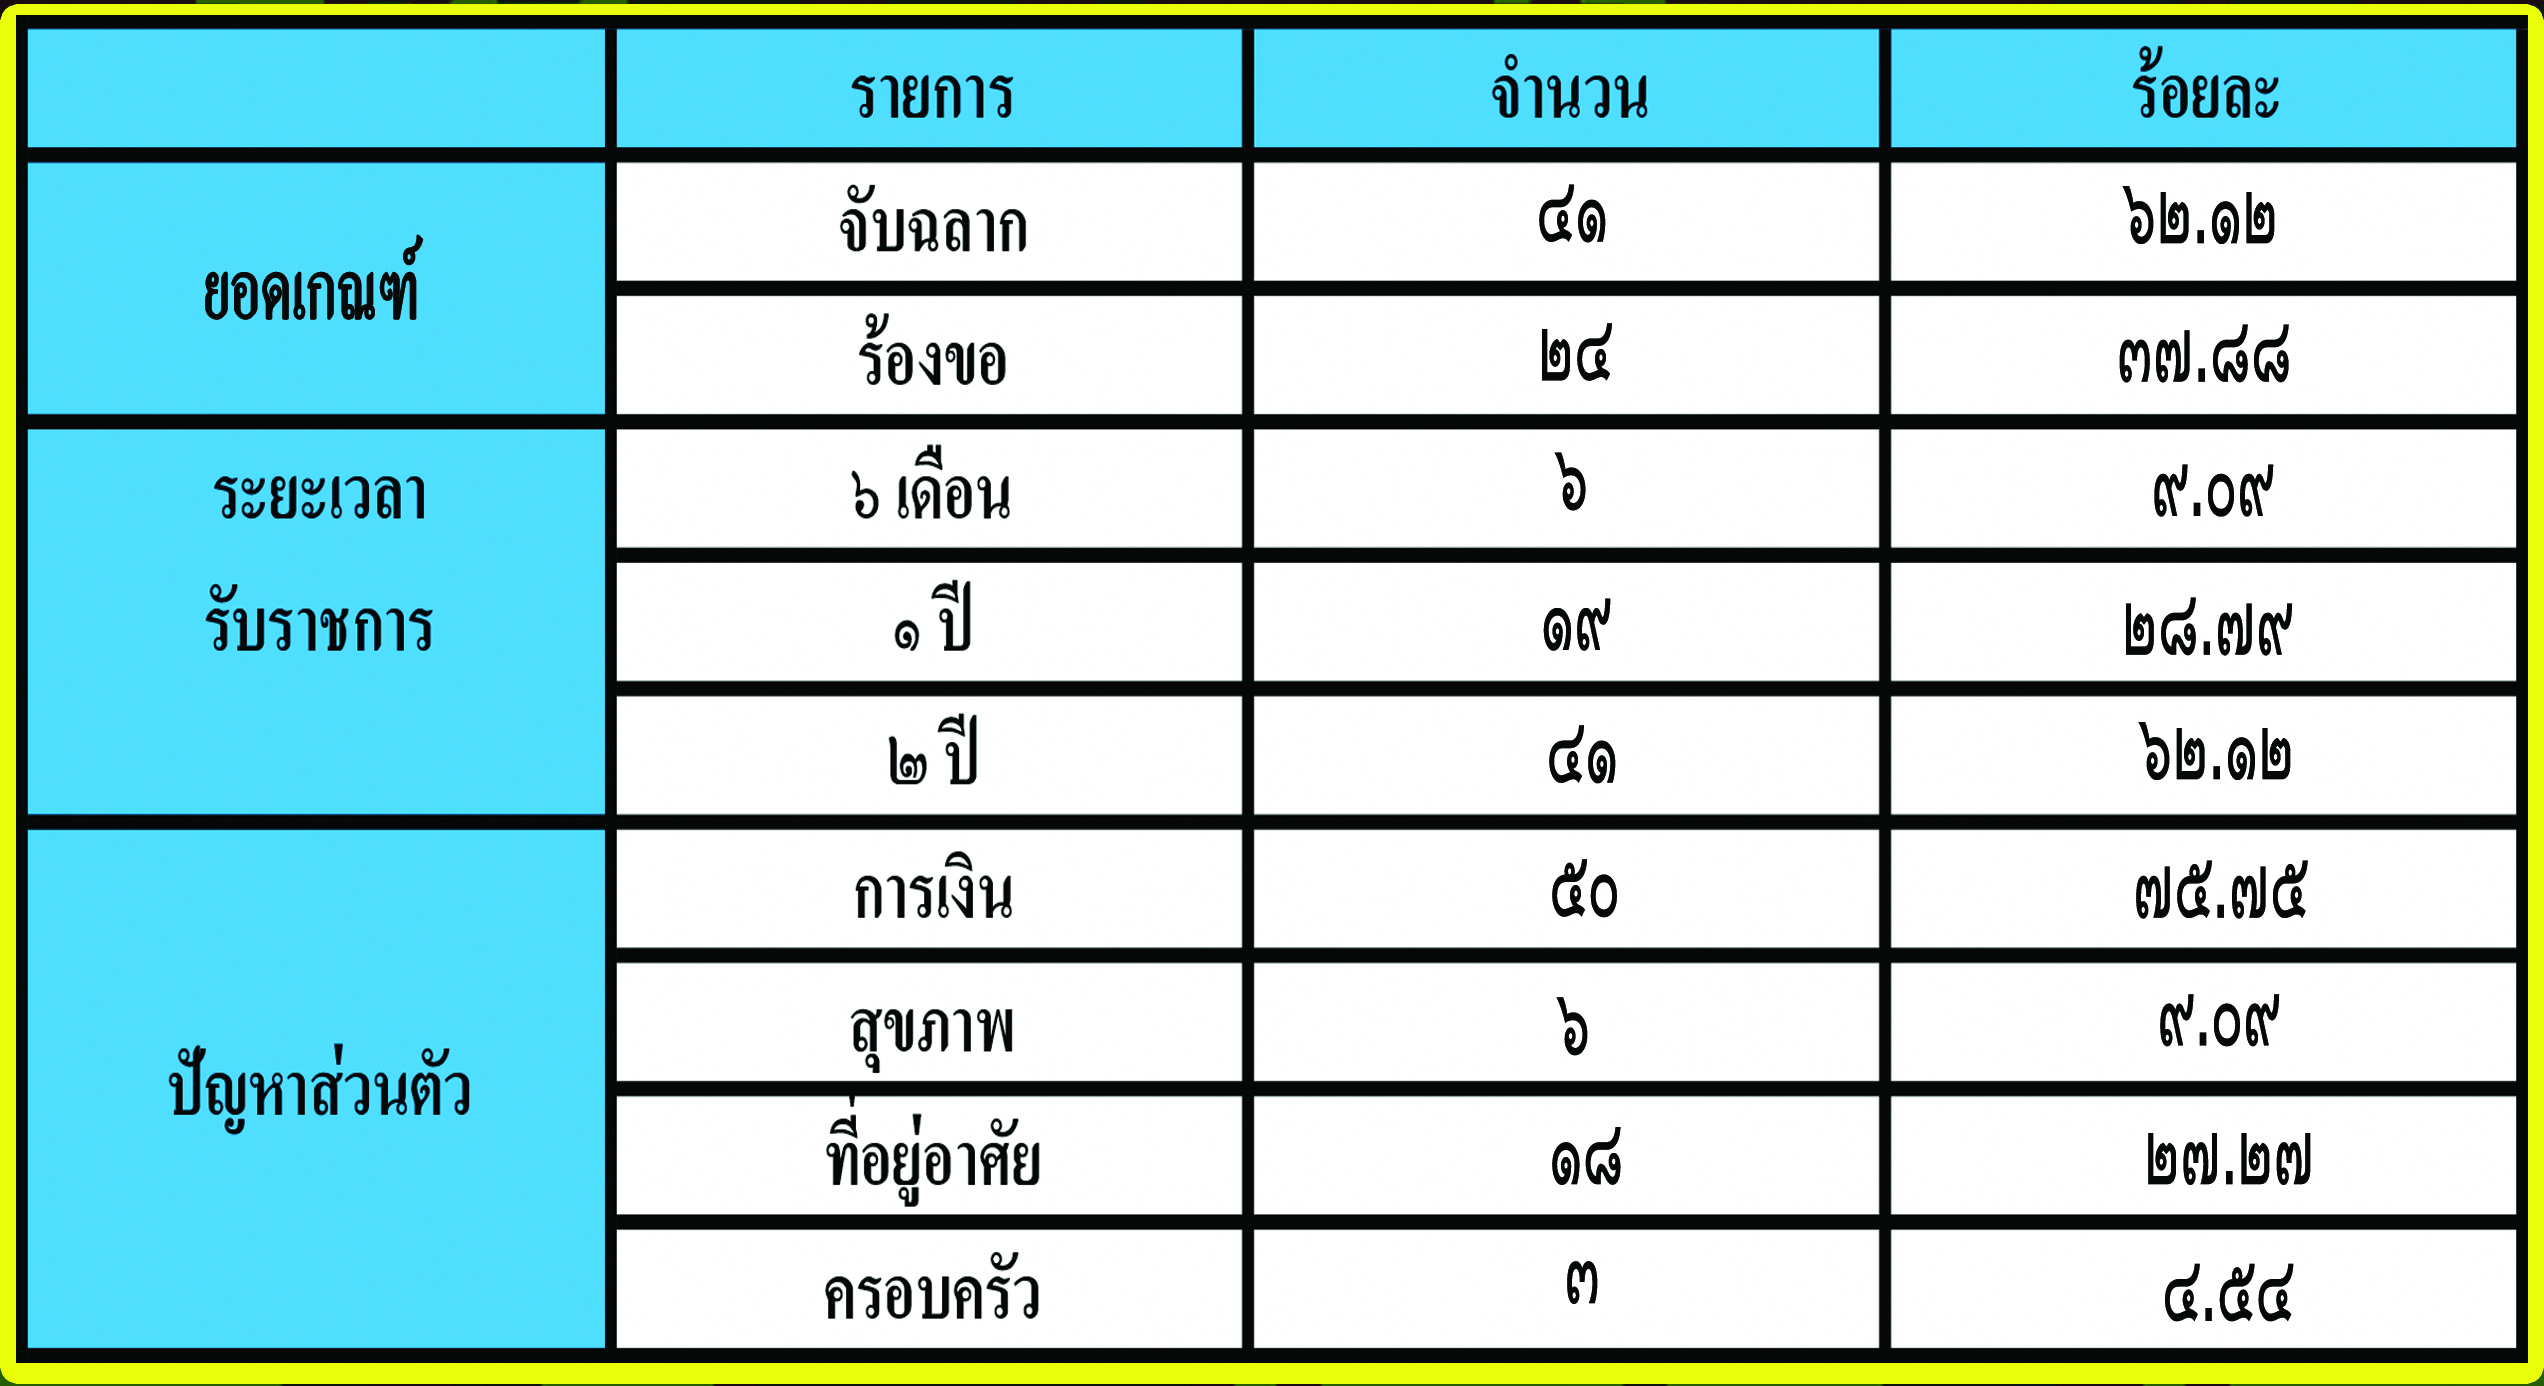 รายการ จำนวน ร้อยละ
ยอดเกณฑ์ จับฉลาก ๔๑ ๖๒.๑๒
ร้องขอ ๒๔ ๓๗.๘๘
ระยะเวลา ๖ เดือน ๖ ๙.๐๙
รับราชการ ๑ ปี ๑๙ ๒๘.๗๙
๒ ปี ๔๑ ๖๒.๑๒
ปัญหาส่วนตัว การเงิน ๕๐ ๗๕.๗๕
สุขภาพ ๖ ๙.๐๙
ที่อยู่อาศัย ๑๘ ๒๗.๒๗
ครอบครัว ๓ ๔.๕๔